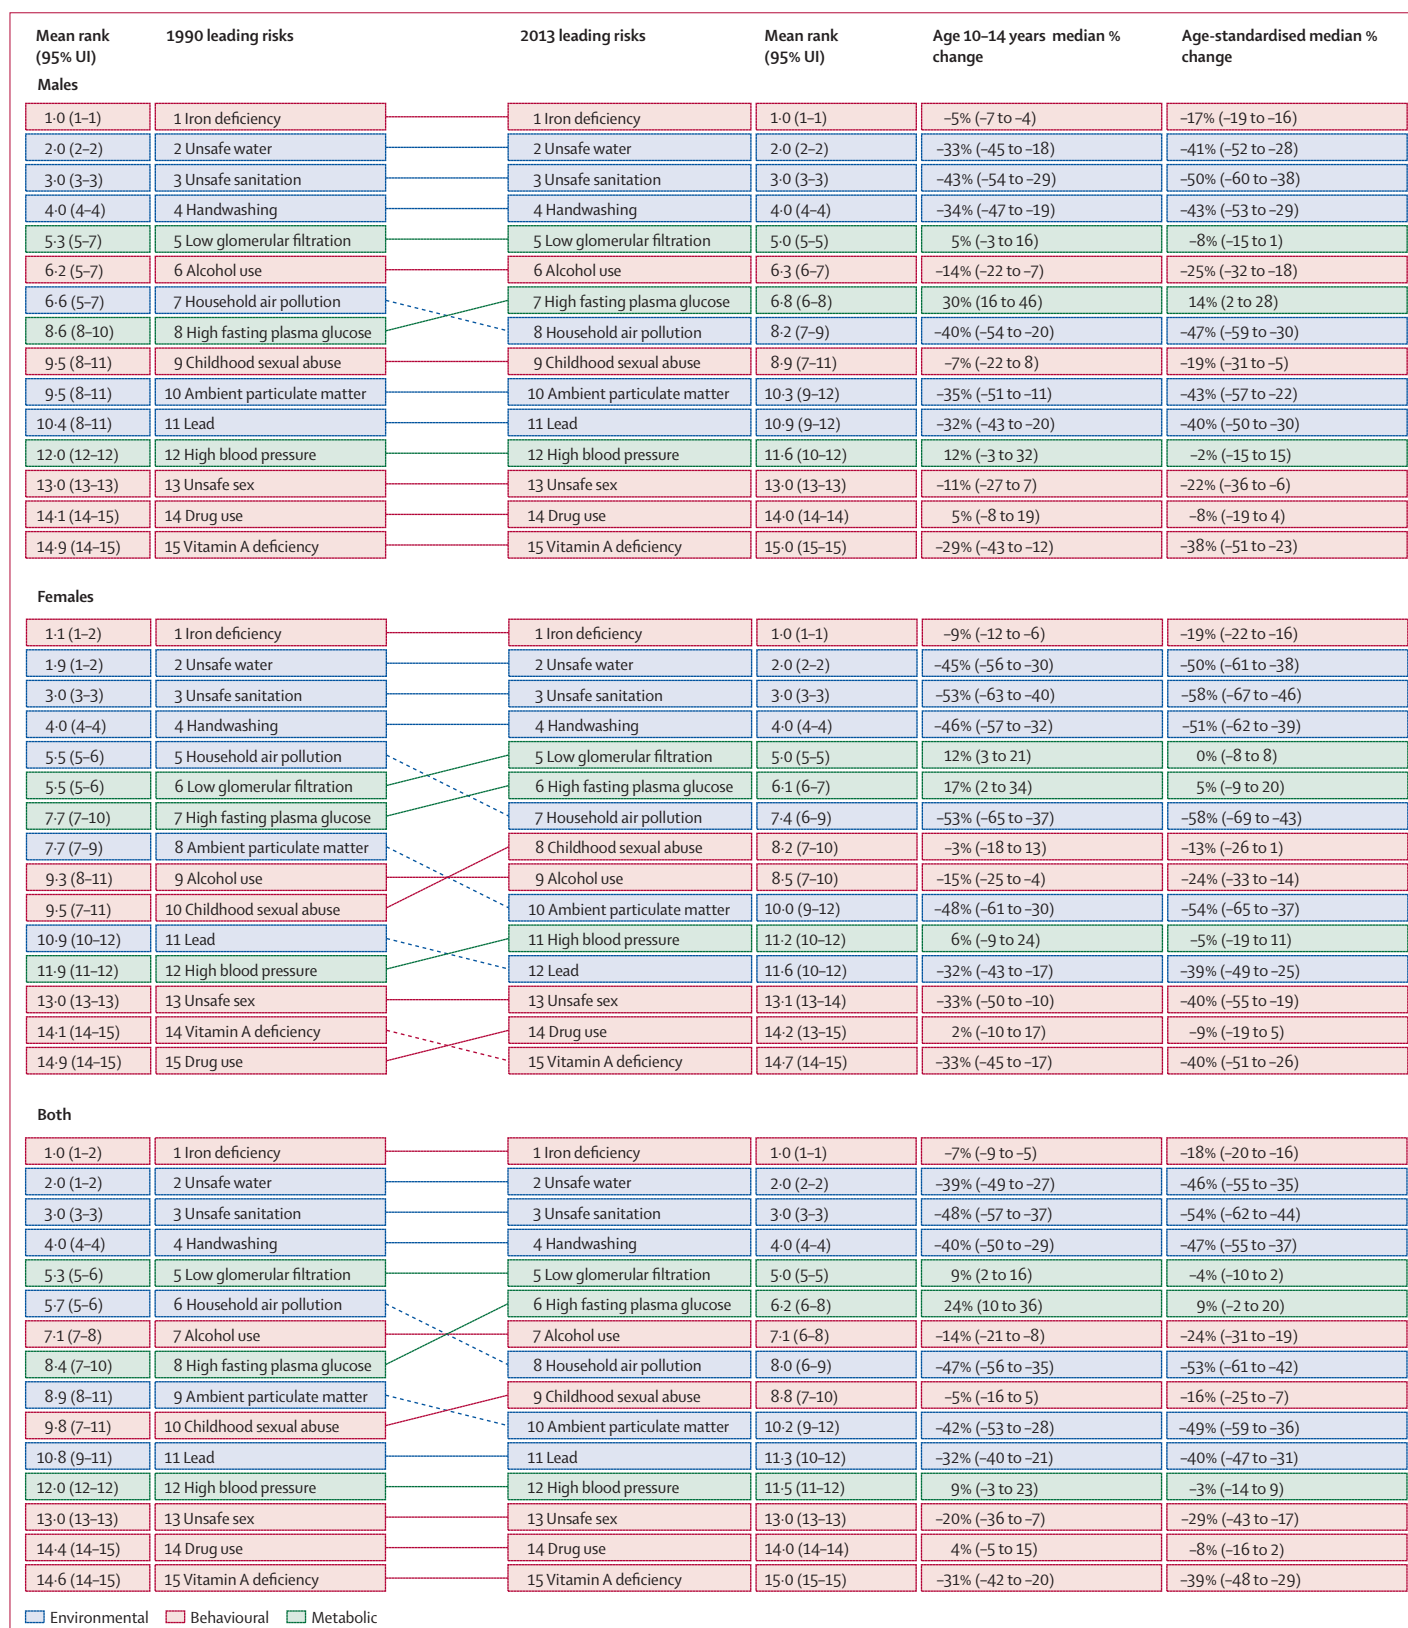 Mean rank (95% UI) 1990 leading risks 2013 leading risks Mean rank (95% UI) Age 10–14 years median % change Age-standardised median % change
Males
1·0 (1–1) 1 Iron deficiency 1 Iron deficiency 1·0 (1–1) –5% (–7 to –4) –17% (–19 to –16)
2·0 (2–2) 2 Unsafe water 2 Unsafe water 2·0 (2–2) –33% (–45 to –18) –41% (–52 to –28)
3·0 (3–3) 3 Unsafe sanitation 3 Unsafe sanitation 3·0 (3–3) –43% (–54 to –29) –50% (–60 to –38)
4·0 (4–4) 4 Handwashing 4 Handwashing 4·0 (4–4) –34% (–47 to –19) –43% (–53 to –29)
5·3 (5–7) 5 Low glomerular filtration 5 Low glomerular filtration 5·0 (5–5) 5% (–3 to 16) –8% (–15 to 1)
6·2 (5–7) 6 Alcohol use 6 Alcohol use 6·3 (6–7) –14% (–22 to –7) –25% (–32 to –18)
6·6 (5–7) 7 Household air pollution 7 High fasting plasma glucose 6·8 (6–8) 30% (16 to 46) 14% (2 to 28)
8·6 (8–10) 8 High fasting plasma glucose 8 Household air pollution 8·2 (7–9) –40% (–54 to –20) –47% (–59 to –30)
9·5 (8–11) 9 Childhood sexual abuse 9 Childhood sexual abuse 8·9 (7–11) –7% (–22 to 8) –19% (–31 to –5)
9·5 (8–11) 10 Ambient particulate matter 10 Ambient particulate matter 10·3 (9–12) –35% (–51 to –11) –43% (–57 to –22)
10·4 (8–11) 11 Lead 11 Lead 10·9 (9–12) –32% (–43 to –20) –40% (–50 to –30)
12·0 (12–12) 12 High blood pressure 12 High blood pressure 11·6 (10–12) 12% (–3 to 32) –2% (–15 to 15)
13·0 (13–13) 13 Unsafe sex 13 Unsafe sex 13·0 (13–13) –11% (–27 to 7) –22% (–36 to –6)
14·1 (14–15) 14 Drug use 14 Drug use 14·0 (14–14) 5% (–8 to 19) –8% (–19 to 4)
14·9 (14–15) 15 Vitamin A deficiency 15 Vitamin A deficiency 15·0 (15–15) –29% (–43 to –12) –38% (–51 to –23)
Females
1·1 (1–2) 1 Iron deficiency 1 Iron deficiency 1·0 (1–1) –9% (–12 to –6) –19% (–22 to –16)
1·9 (1–2) 2 Unsafe water 2 Unsafe water 2·0 (2–2) –45% (–56 to –30) –50% (–61 to –38)
3·0 (3–3) 3 Unsafe sanitation 3 Unsafe sanitation 3·0 (3–3) –53% (–63 to –40) –58% (–67 to –46)
4·0 (4–4) 4 Handwashing 4 Handwashing 4·0 (4–4) –46% (–57 to –32) –51% (–62 to –39)
5·5 (5–6) 5 Household air pollution 5 Low glomerular filtration 5·0 (5–5) 12% (3 to 21) 0% (–8 to 8)
5·5 (5–6) 6 Low glomerular filtration 6 High fasting plasma glucose 6·1 (6–7) 17% (2 to 34) 5% (–9 to 20)
7·7 (7–10) 7 High fasting plasma glucose 7 Household air pollution 7·4 (6–9) –53% (–65 to –37) –58% (–69 to –43)
7·7 (7–9) 8 Ambient particulate matter 8 Childhood sexual abuse 8·2 (7–10) –3% (–18 to 13) –13% (–26 to 1)
9·3 (8–11) 9 Alcohol use 9 Alcohol use 8·5 (7–10) –15% (–25 to –4) –24% (–33 to –14)
9·5 (7–11) 10 Childhood sexual abuse 10 Ambient particulate matter 10·0 (9–12) –48% (–61 to –30) –54% (–65 to –37)
10·9 (10–12) 11 Lead 11 High blood pressure 11·2 (10–12) 6% (–9 to 24) –5% (–19 to 11)
11·9 (11–12) 12 High blood pressure 12 Lead 11·6 (10–12) –32% (–43 to –17) –39% (–49 to –25)
13·0 (13–13) 13 Unsafe sex 13 Unsafe sex 13·1 (13–14) –33% (–50 to –10) –40% (–55 to –19)
14·1 (14–15) 14 Vitamin A deficiency 14 Drug use 14·2 (13–15) 2% (–10 to 17) –9% (–19 to 5)
14·9 (14–15) 15 Drug use 15 Vitamin A deficiency 14·7 (14–15) –33% (–45 to –17) –40% (–51 to –26)
Both
1·0 (1–2) 1 Iron deficiency 1 Iron deficiency 1·0 (1–1) –7% (–9 to –5) –18% (–20 to –16)
2·0 (1–2) 2 Unsafe water 2 Unsafe water 2·0 (2–2) –39% (–49 to –27) –46% (–55 to –35)
3·0 (3–3) 3 Unsafe sanitation 3 Unsafe sanitation 3·0 (3–3) –48% (–57 to –37) –54% (–62 to –44)
4·0 (4–4) 4 Handwashing 4 Handwashing 4·0 (4–4) –40% (–50 to –29) –47% (–55 to –37)
5·3 (5–6) 5 Low glomerular filtration 5 Low glomerular filtration 5·0 (5–5) 9% (2 to 16) –4% (–10 to 2)
5·7 (5–6) 6 Household air pollution 6 High fasting plasma glucose 6·2 (6–8) 24% (10 to 36) 9% (–2 to 20)
7·1 (7–8) 7 Alcohol use 7 Alcohol use 7·1 (6–8) –14% (–21 to –8) –24% (–31 to –19)
8·4 (7–10) 8 High fasting plasma glucose 8 Household air pollution 8·0 (6–9) –47% (–56 to –35) –53% (–61 to –42)
8·9 (8–11) 9 Ambient particulate matter 9 Childhood sexual abuse 8·8 (7–10) –5% (–16 to 5) –16% (–25 to –7)
9·8 (7–11) 10 Childhood sexual abuse 10 Ambient particulate matter 10·2 (9–12) –42% (–53 to –28) –49% (–59 to –36)
10·8 (9–11) 11 Lead 11 Lead 11·3 (10–12) –32% (–40 to –21) –40% (–47 to –31)
12·0 (12–12) 12 High blood pressure 12 High blood pressure 11·5 (11–12) 9% (–3 to 23) –3% (–14 to 9)
13·0 (13–13) 13 Unsafe sex 13 Unsafe sex 13·0 (13–13) –20% (–36 to –7) –29% (–43 to –17)
14·4 (14–15) 14 Drug use 14 Drug use 14·0 (14–14) 4% (–5 to 15) –8% (–16 to 2)
14·6 (14–15) 15 Vitamin A deficiency 15 Vitamin A deficiency 15·0 (15–15) –31% (–42 to –20) –39% (–48 to –29)
Environmental Behavioural Metabolic